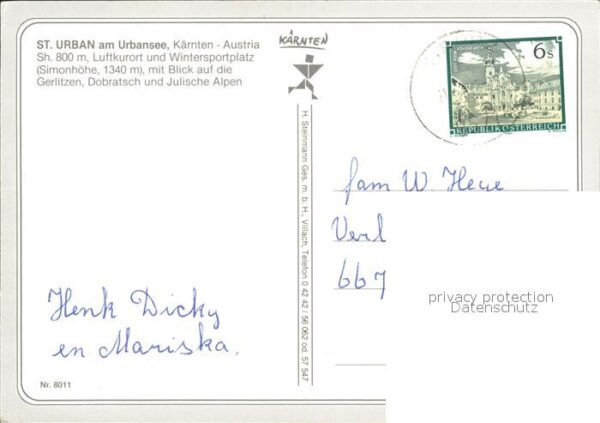 ST. URBAN am Urbansee, Kärnten - Austria
Sh. 800 m, Luftkurort und Wintersportplatz
(Simonhöhe, 1340 m), mit Blick auf die
Gerlitzen, Dobratsch und Julische Alpen
KÄRNTEN
6s
REPUBLIK ÖSTERREICH
H. Steinmann Ges. m. b. H., Villach, Telefon 0 42 42 / 56 062 od. 57 547
fam W. Heue
Verl
667
privacy protection
Datenschutz
Henk Dicky
en Mariska.
Nr. 8011